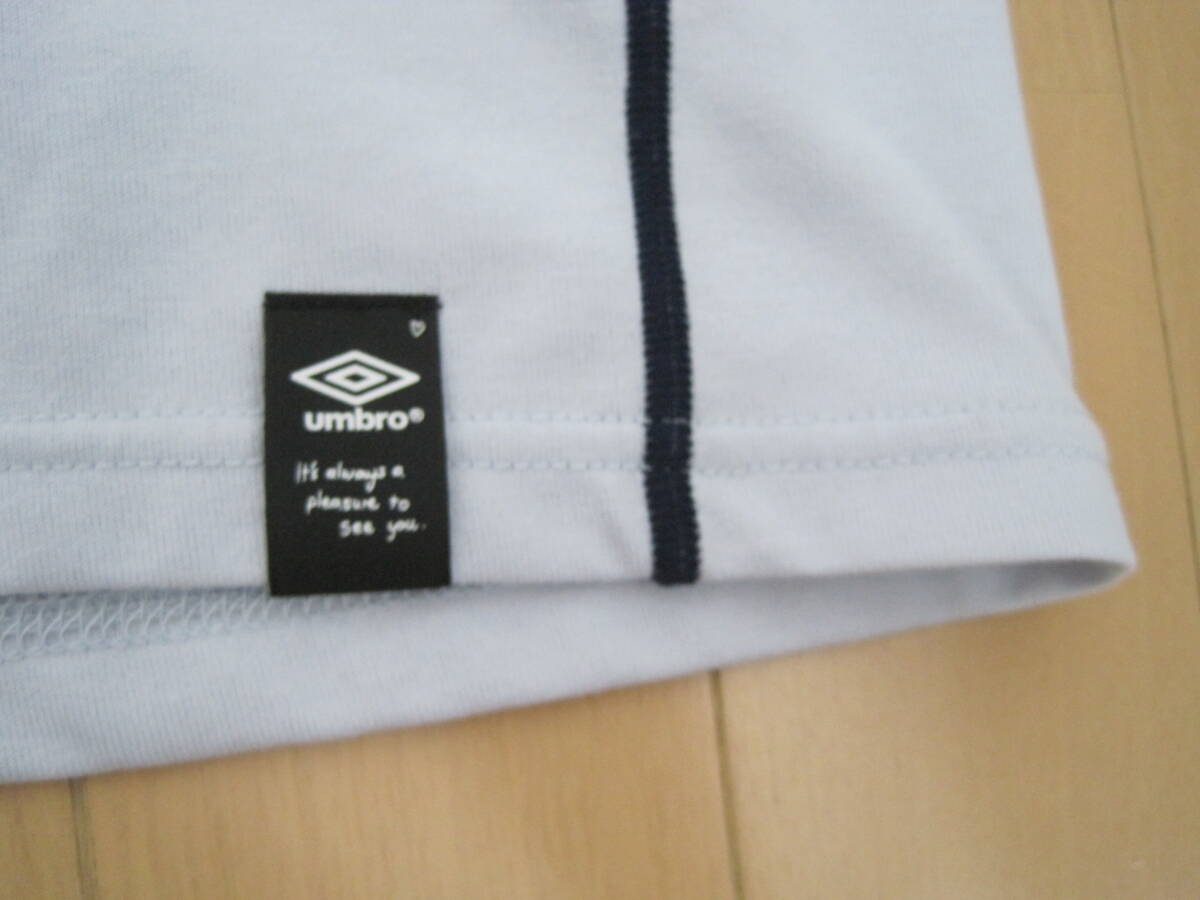 umbro®
It's always a
pleasure to
see you.